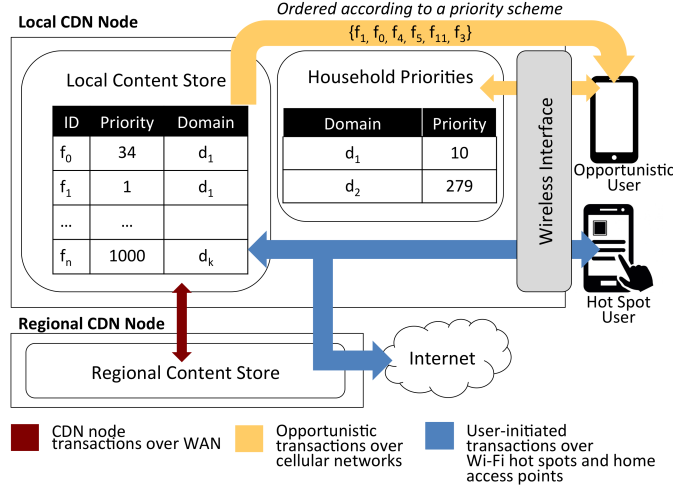 Ordered according to a priority scheme
Local CDN Node
{f1, f0, f4, f5, f11, f3}
Local Content Store
ID Priority Domain
f0 34 d1
f1 1 d1
... ...
fn 1000 dk
Household Priorities
Domain Priority
d1 10
d2 279
Wireless Interface
Opportunistic
User
Hot Spot
User
Regional CDN Node
Regional Content Store
Internet
CDN node
transactions over WAN
Opportunistic
transactions over
cellular networks
User-initiated
transactions over
Wi-Fi hot spots and home
access points